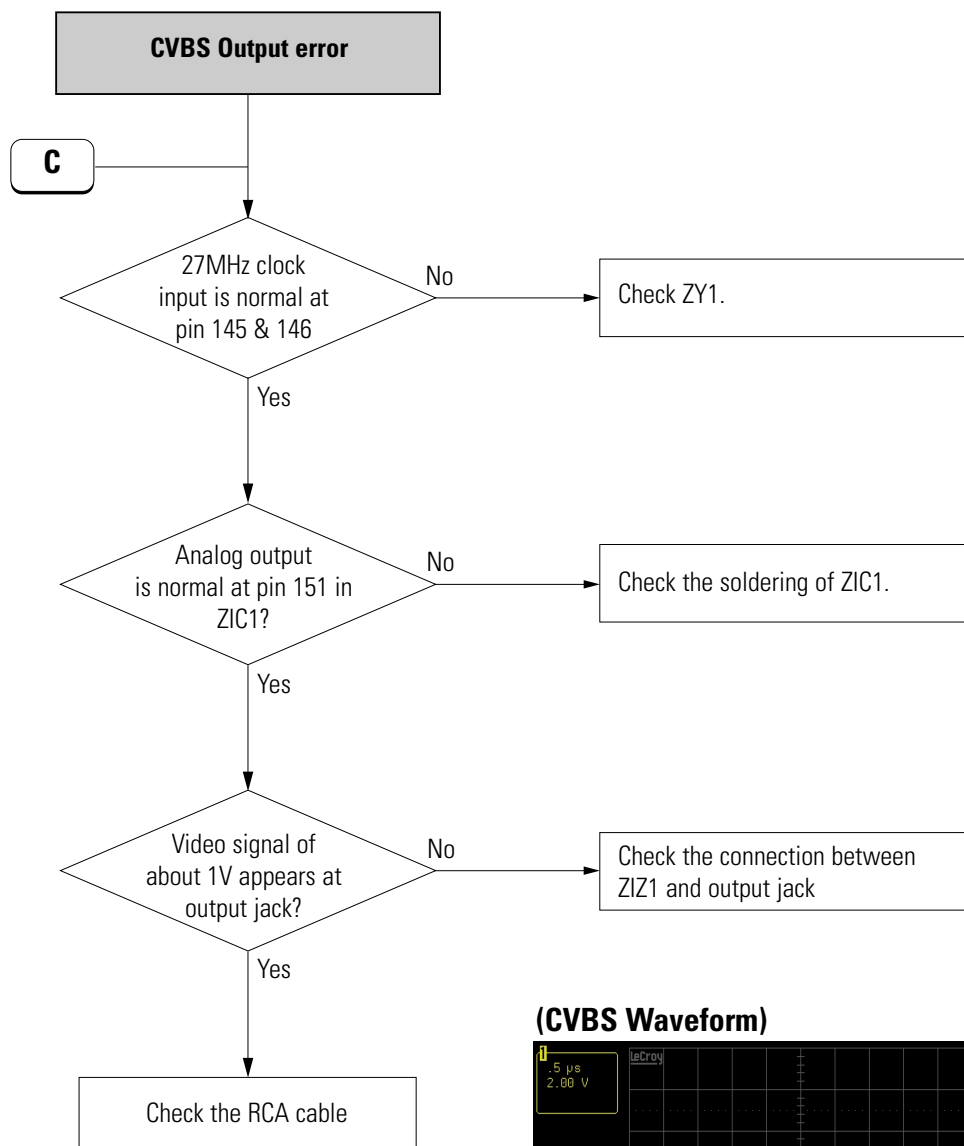 CVBS Output error
C
27MHz clock
input is normal at
pin 145 & 146
No
Check ZY1.
Yes
Analog output
is normal at pin 151 in
ZIC1?
No
Check the soldering of ZIC1.
Yes
Video signal of
about 1V appears at
output jack?
No
Check the connection between
ZIZ1 and output jack
Yes
Check the RCA cable
(CVBS Waveform)
1
.5 µs
2.00 V
LeCroy